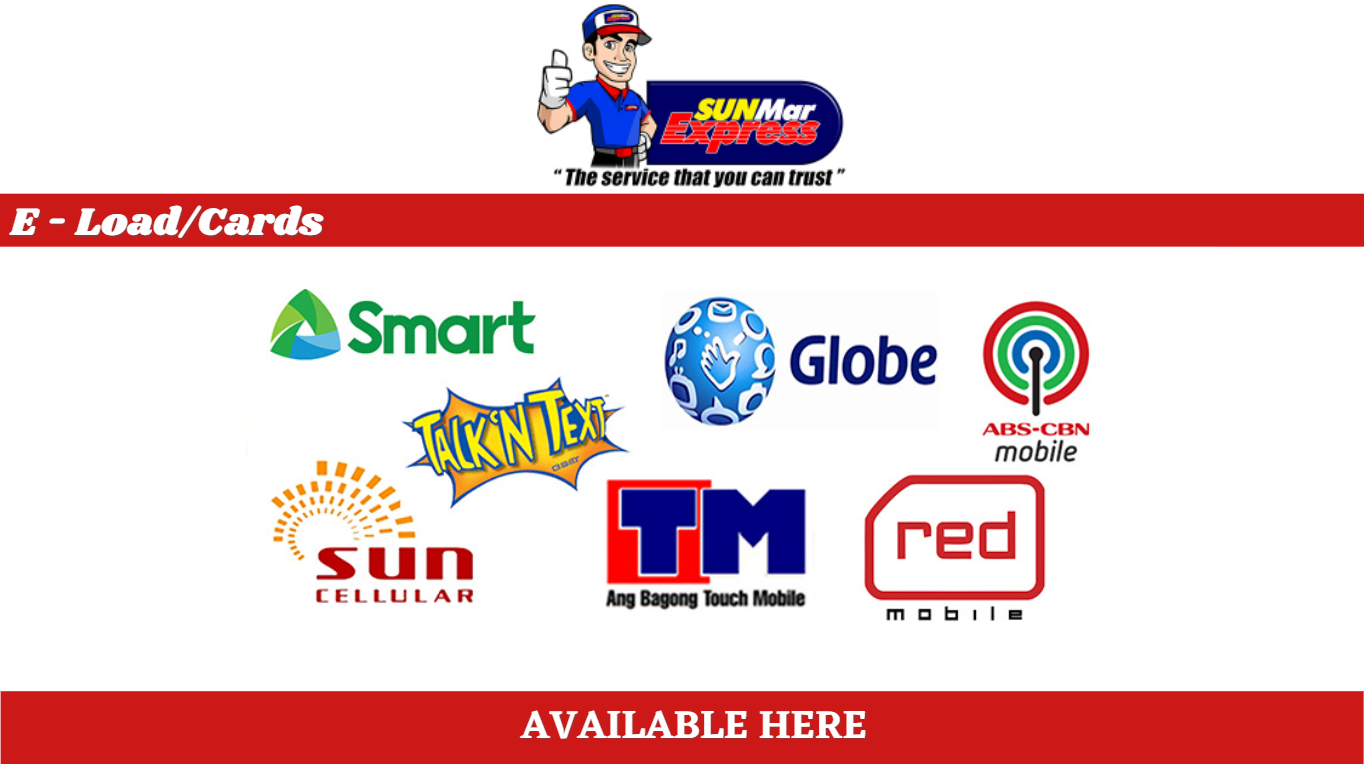 SUNMar
Express
“ The service that you can trust ”
E - Load/Cards
Smart
Globe
ABS-CBN
mobile
TALK 'N TEXT
sun
CELLULAR
TM
Ang Bagong Touch Mobile
red
mobile
AVAILABLE HERE